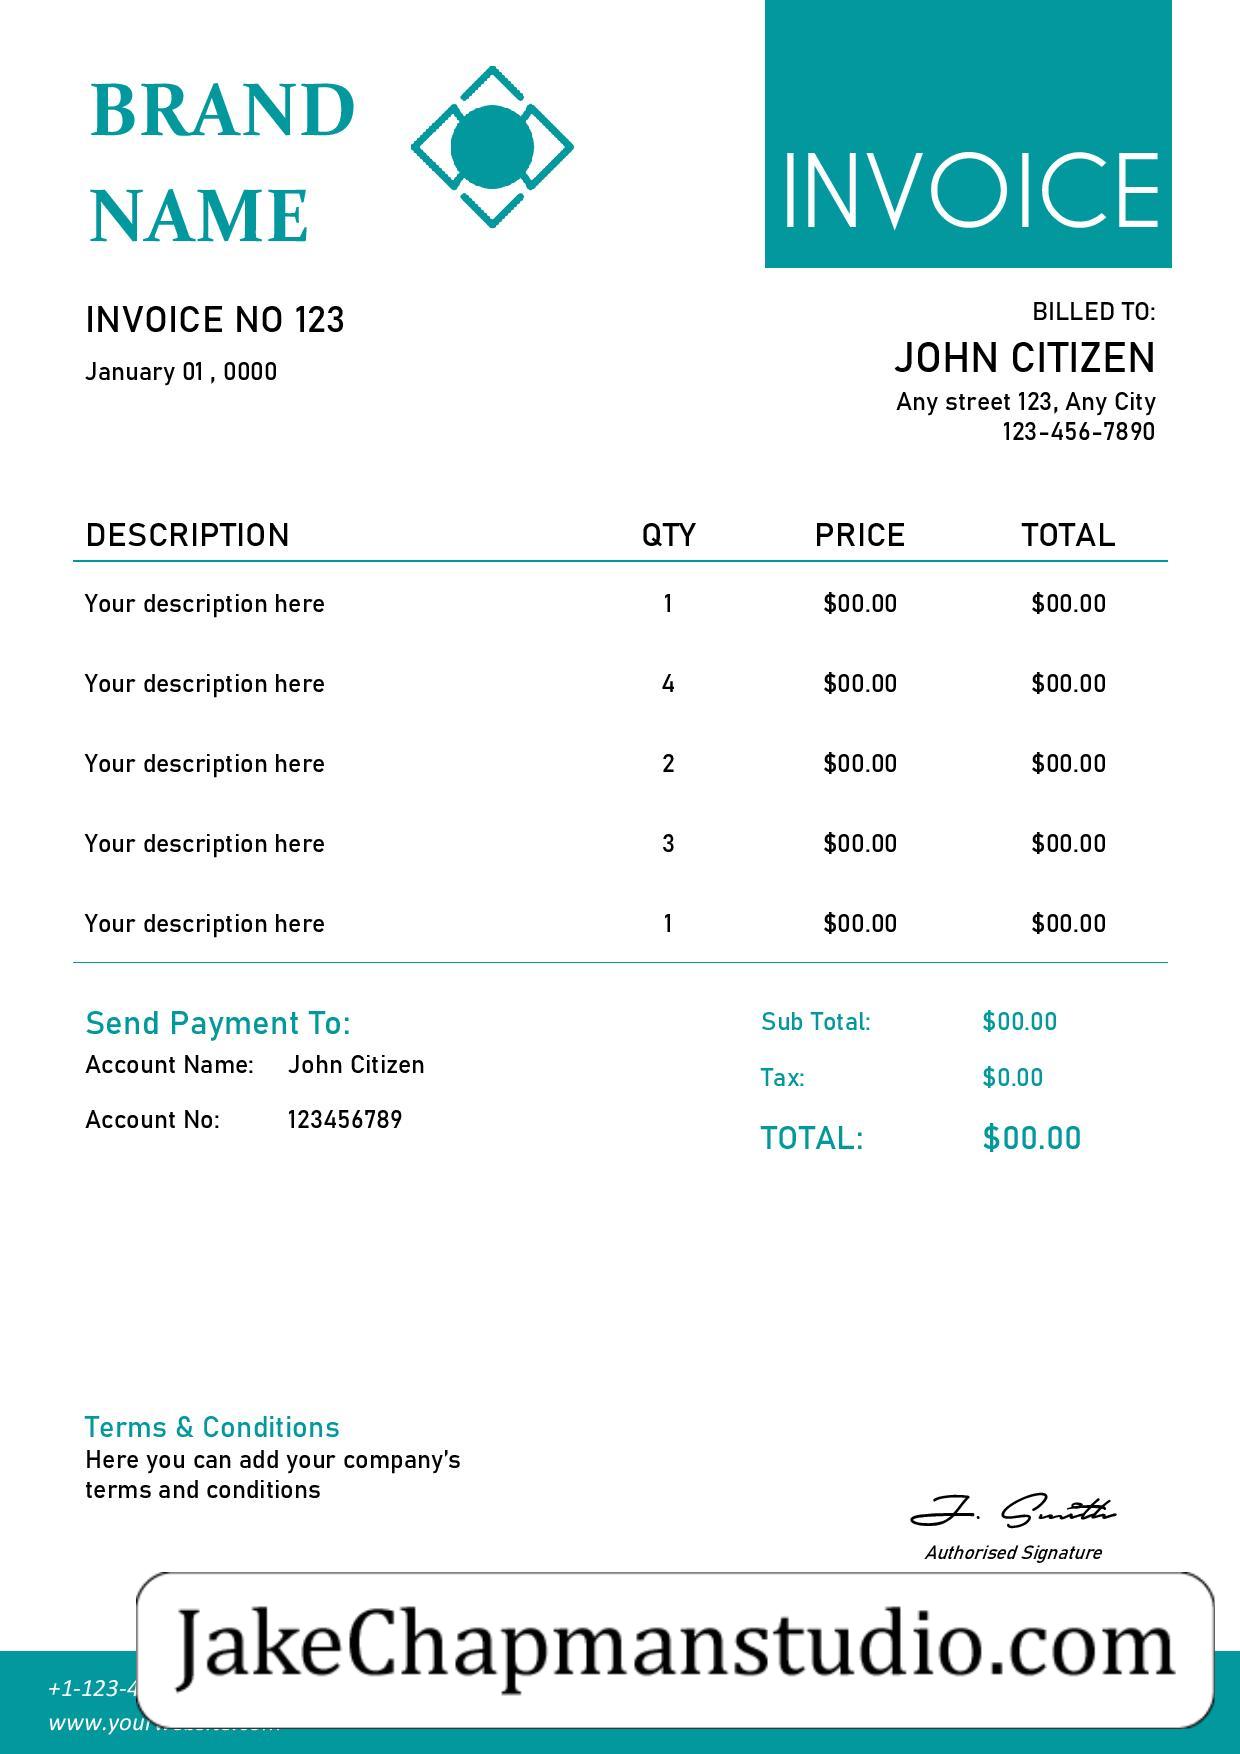 BRAND
NAME
INVOICE
INVOICE NO 123
January 01 , 0000
BILLED TO:
JOHN CITIZEN
Any street 123, Any City
123-456-7890
DESCRIPTION QTY PRICE TOTAL
Your description here 1 $00.00 $00.00
Your description here 4 $00.00 $00.00
Your description here 2 $00.00 $00.00
Your description here 3 $00.00 $00.00
Your description here 1 $00.00 $00.00
Send Payment To:
Account Name: John Citizen
Account No: 123456789
Sub Total: $00.00
Tax: $0.00
TOTAL: $00.00
Terms & Conditions
Here you can add your company’s
terms and conditions
J. Smith
Authorised Signature
JakeChapmanstudio.com
+1-123-4